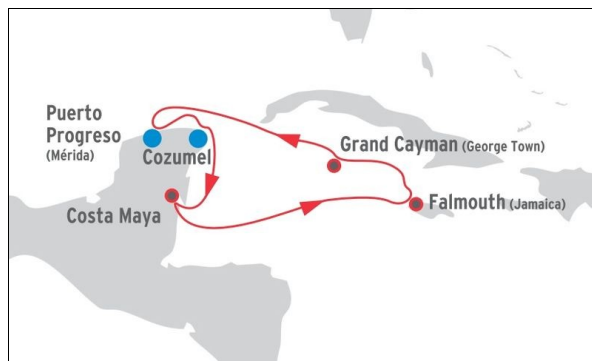 Puerto
Progreso
(Mérida)
Cozumel
Grand Cayman (George Town)
Costa Maya
Falmouth (Jamaica)